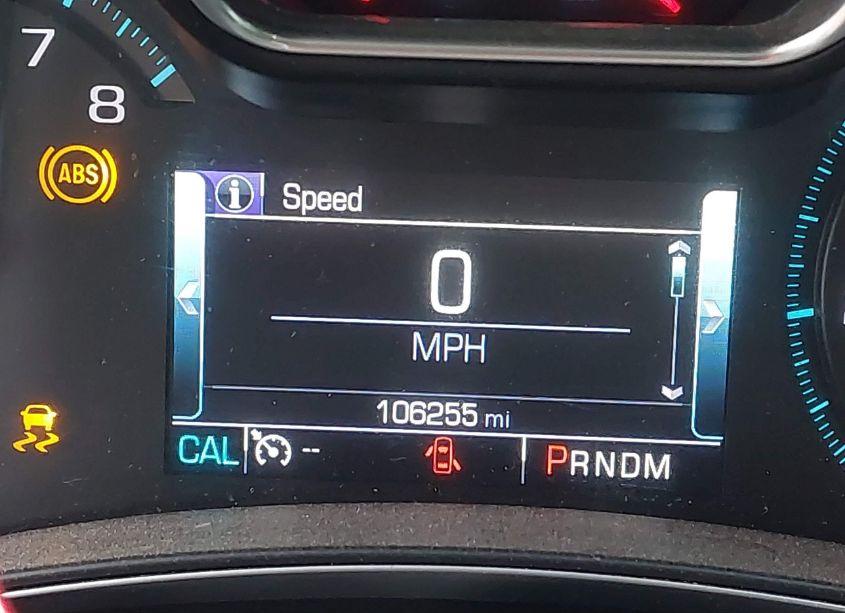 7
8
ABS
i Speed
0
MPH
106255 mi
CAL -- PRNDM